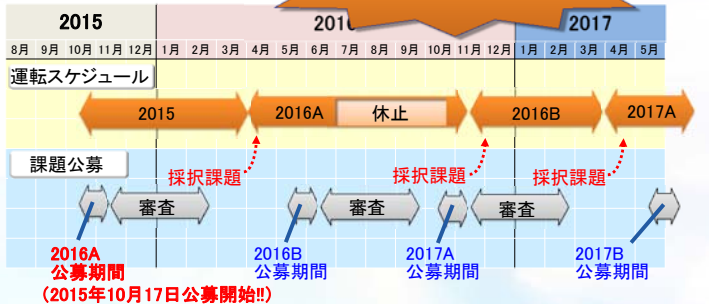 2015
2016
2017
8月 9月 10月 11月 12月 1月 2月 3月 4月 5月 6月 7月 8月 9月 10月 11月 12月 1月 2月 3月 4月 5月
運転スケジュール
2015
2016A
休止
2016B
2017A
課題公募
採択課題
採択課題
採択課題
審査
審査
審査
2016A
公募期間
(2015年10月17日公募開始!!)
2016B
公募期間
2017A
公募期間
2017B
公募期間